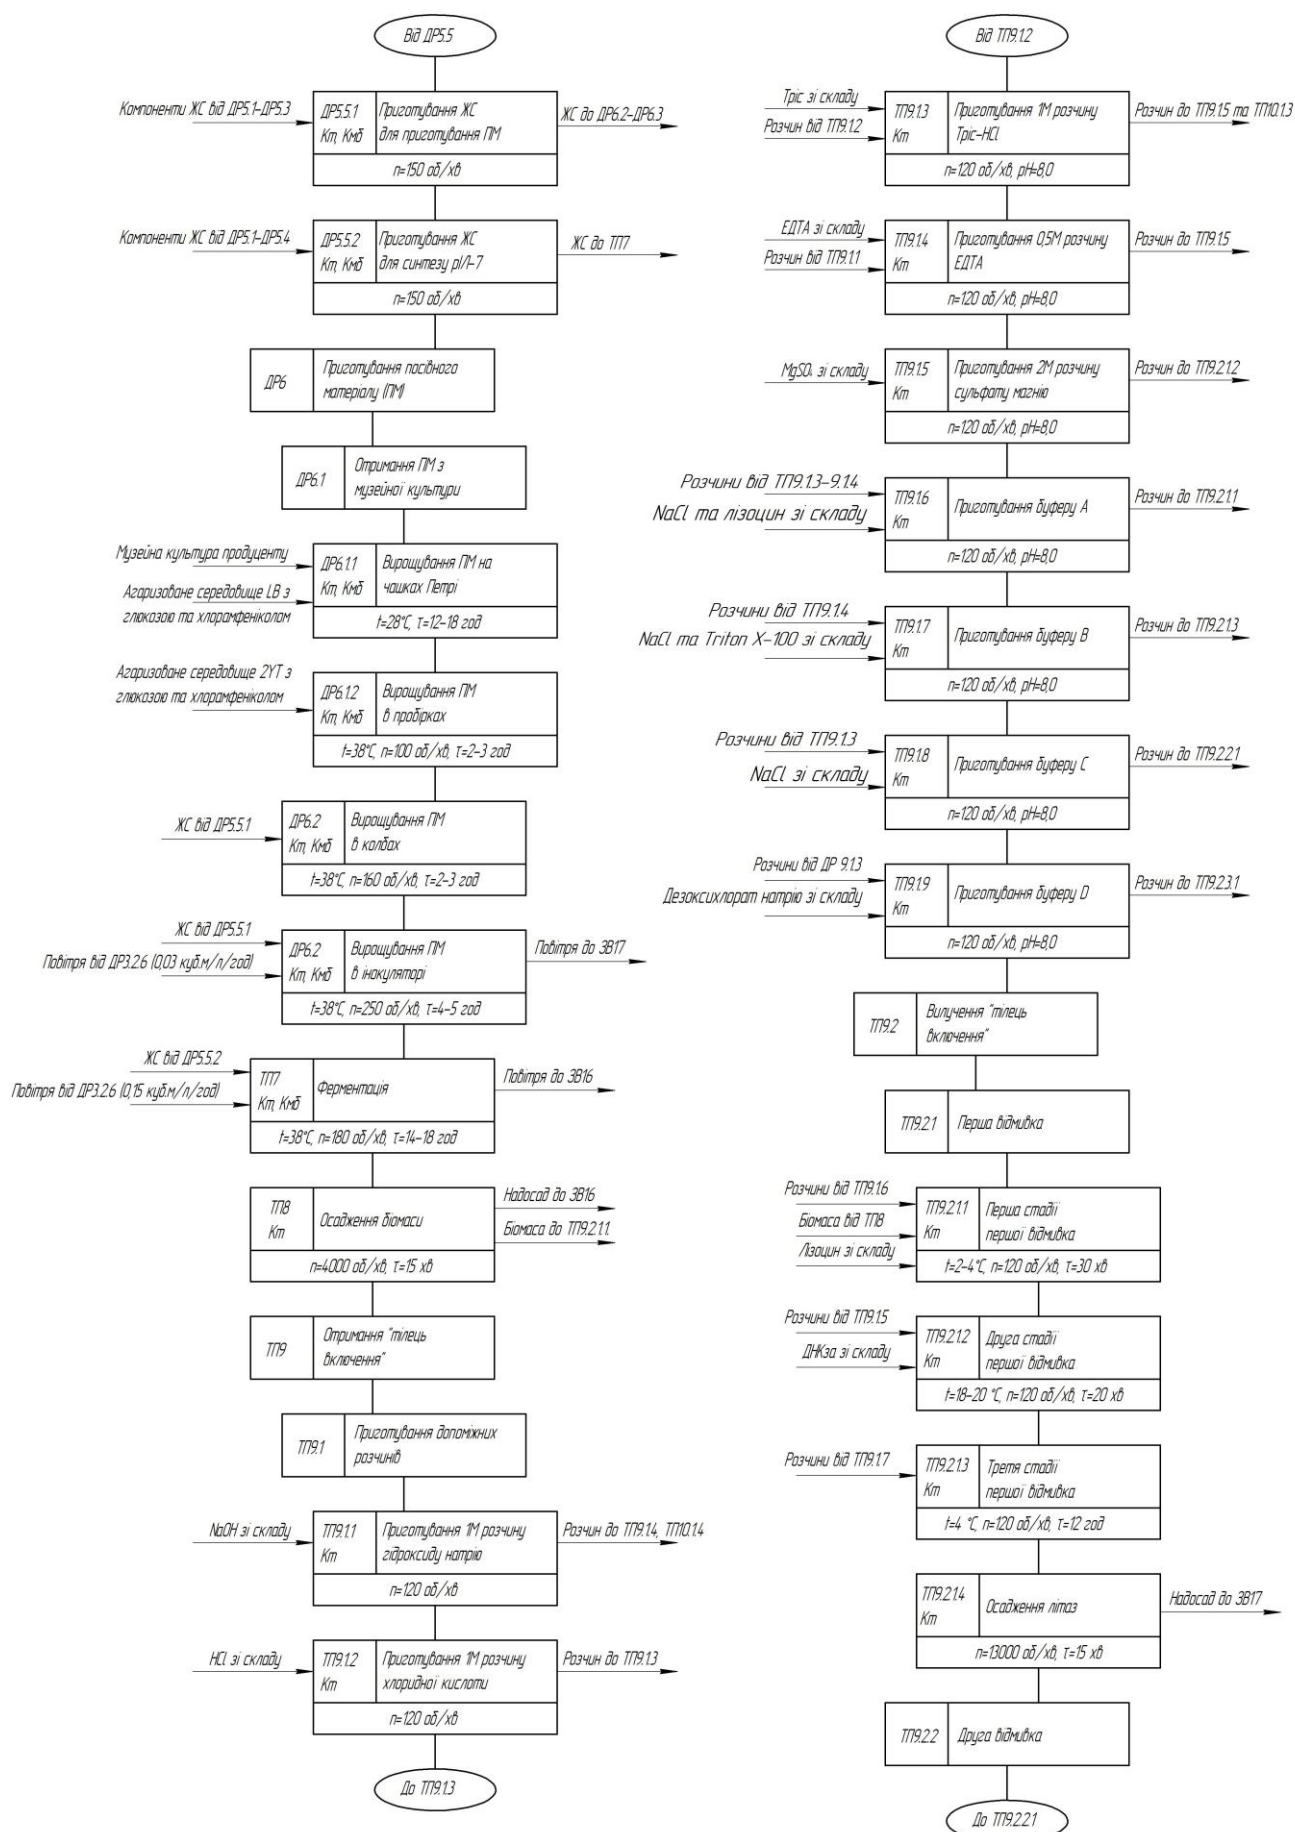 Від ДР5.5
Компоненти ЖС від ДР5.1-ДР5.3
ДР5.5.1
Кт, Кмб
Приготування ЖС
для приготування ПМ
ЖС до ДР6.2-ДР6.3
n=150 об/хв
Компоненти ЖС від ДР5.1-ДР5.4
ДР5.5.2
Кт, Кмб
Приготування ЖС
для синтезу рІЛ-7
ЖС до ТП7
n=150 об/хв
ДР6
Приготування посівного
матеріалу (ПМ)
ДР6.1
Отримання ПМ з
музейної культури
Музейна культура продуценту
Агаризоване середовище LB з
глюкозою та хлорамфеніколом
ДР6.1.1
Кт, Кмб
Вирощування ПМ на
чашках Петрі
t=28°C, τ=12-18 год
Агаризоване середовище 2YT з
глюкозою та хлорамфеніколом
ДР6.1.2
Кт, Кмб
Вирощування ПМ
в пробірках
t=38°C, n=100 об/хв, τ=2-3 год
ЖС від ДР5.5.1
ДР6.2
Кт, Кмб
Вирощування ПМ
в колбах
t=38°C, n=160 об/хв, τ=2-3 год
ЖС від ДР5.5.1
Повітря від ДР3.2.6 (0,03 куб.м/л/год)
ДР6.2
Кт, Кмб
Вирощування ПМ
в інокуляторі
Повітря до ЗВ17
t=38°C, n=250 об/хв, τ=4-5 год
ЖС від ДР5.5.2
Повітря від ДР3.2.6 (0,15 куб.м/л/год)
ТП7
Кт, Кмб
Ферментація
Повітря до ЗВ16
t=38°C, n=180 об/хв, τ=14-18 год
ТП8
Кт
Осадження біомаси
Надосад до ЗВ16
Біомаса до ТП9.2.1.1.
n=4000 об/хв, τ=15 хв
ТП9
Отримання "тілець
включення"
ТП9.1
Приготування допоміжних
розчинів
NaOH зі складу
ТП9.1.1
Кт
Приготування 1М розчину
гідроксиду натрію
Розчин до ТП9.1.4, ТП10.1.4
n=120 об/хв
HCl зі складу
ТП9.1.2
Кт
Приготування 1М розчину
хлоридної кислоти
Розчин до ТП9.1.3
n=120 об/хв
До ТП9.1.3
Від ТП9.1.2
Тріс зі складу
Розчин від ТП9.1.2
ТП9.1.3
Кт
Приготування 1М розчину
Тріс-HCl
Розчин до ТП9.1.5 та ТП10.1.3
n=120 об/хв, pH=8,0
ЕДТА зі складу
Розчин від ТП9.1.1
ТП9.1.4
Кт
Приготування 0,5М розчину
ЕДТА
Розчин до ТП9.1.5
n=120 об/хв, pH=8,0
MgSO₄ зі складу
ТП9.1.5
Кт
Приготування 2М розчину
сульфату магнію
Розчин до ТП9.2.1.2
n=120 об/хв, pH=8,0
Розчини від ТП9.1.3-9.1.4
NaCl та лізоцин зі складу
ТП9.1.6
Кт
Приготування буферу А
Розчин до ТП9.2.1.1
n=120 об/хв, pH=8,0
Розчини від ТП9.1.4
NaCl та Triton X-100 зі складу
ТП9.1.7
Кт
Приготування буферу B
Розчин до ТП9.2.1.3
n=120 об/хв, pH=8,0
Розчини від ТП9.1.3
NaCl зі складу
ТП9.1.8
Кт
Приготування буферу С
Розчин до ТП9.2.2.1
n=120 об/хв, pH=8,0
Розчини від ДР 9.1.3
Дезоксихлорат натрію зі складу
ТП9.1.9
Кт
Приготування буферу D
Розчин до ТП9.2.3.1
n=120 об/хв, pH=8,0
ТП9.2
Вилучення "тілець
включення"
ТП9.2.1
Перша відмивка
Розчини від ТП9.1.6
Біомаса від ТП8
Лізоцин зі складу
ТП9.2.1.1
Кт
Перша стадії
першої відмивка
t=2-4°C, n=120 об/хв, τ=30 хв
Розчини від ТП9.1.5
ДНКза зі складу
ТП9.2.1.2
Кт
Друга стадії
першої відмивка
t=18-20 °C, n=120 об/хв, τ=20 хв
Розчини від ТП9.1.7
ТП9.2.1.3
Кт
Третя стадії
першої відмивка
t=4 °C, n=120 об/хв, τ=12 год
ТП9.2.1.4
Кт
Осадження літаз
Надосад до ЗВ17
n=13000 об/хв, τ=15 хв
ТП9.2.2
Друга відмивка
До ТП9.2.2.1